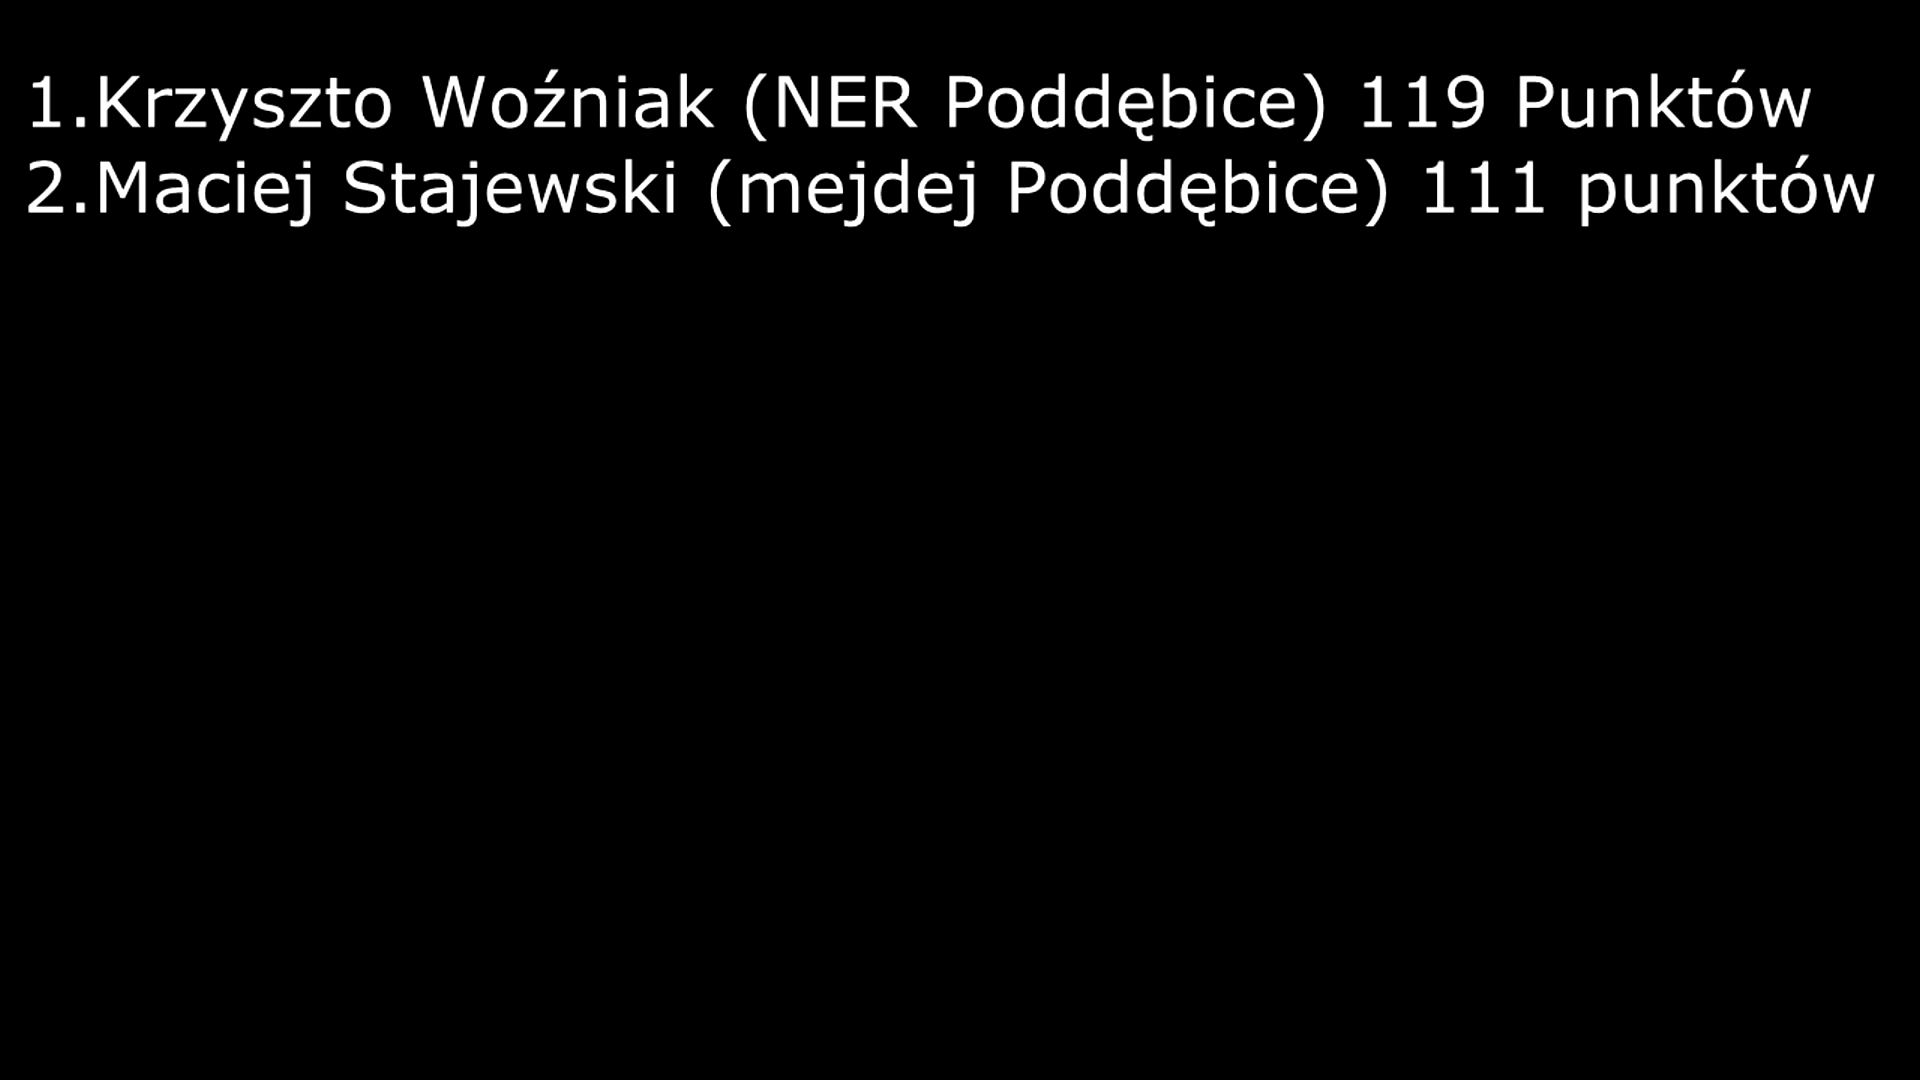 1.Krzyszto Woźniak (NER Poddębice) 119 Punktów
2.Maciej Stajewski (mejdej Poddębice) 111 punktów